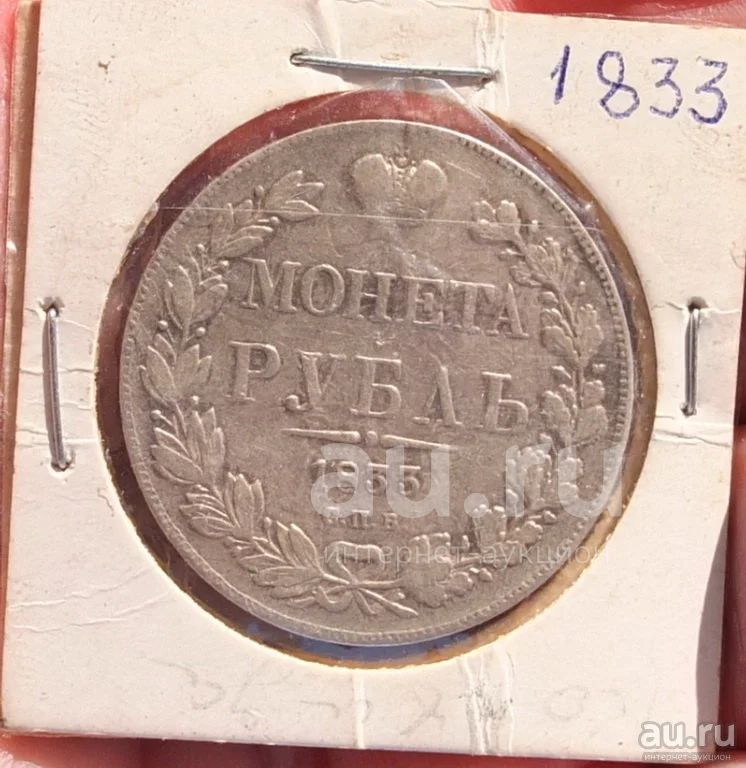 1833
МОНЕТА
РУБЛЬ
1833
С.П.Б
au.ru
интернет-аукцион
au.ru
интернет-аукцион